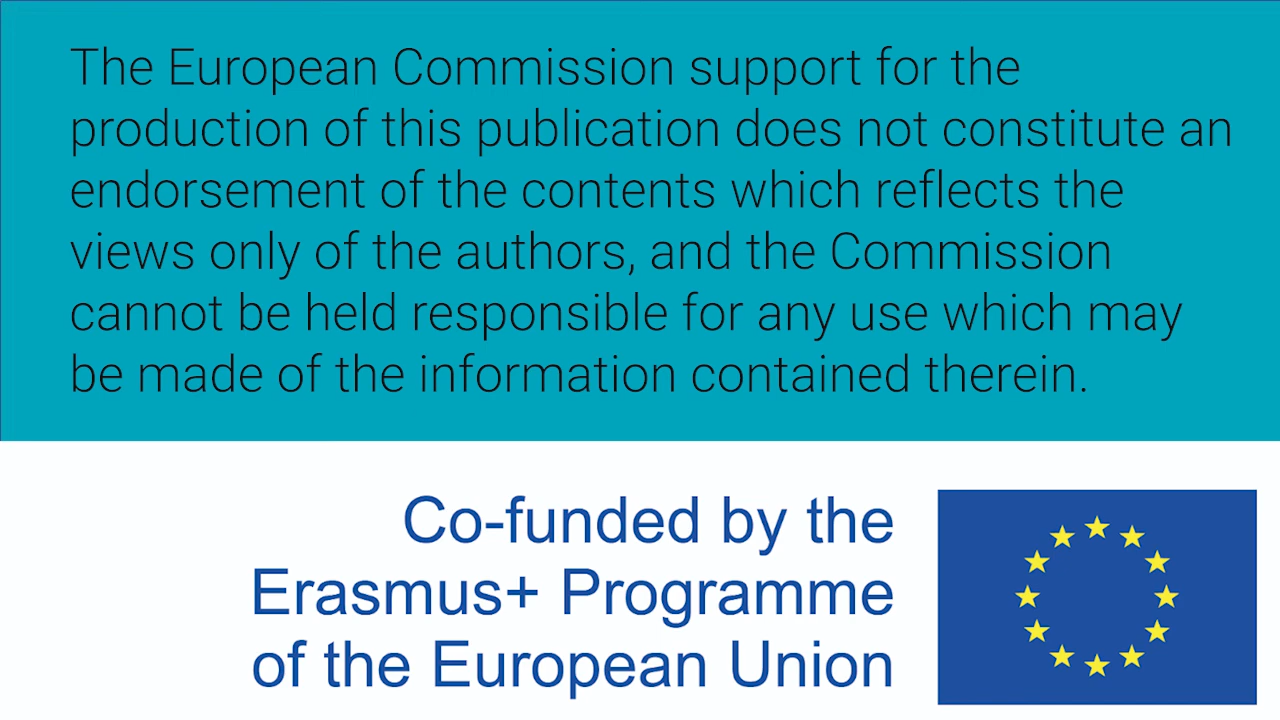 The European Commission support for the
production of this publication does not constitute an
endorsement of the contents which reflects the
views only of the authors, and the Commission
cannot be held responsible for any use which may
be made of the information contained therein.
Co-funded by the
Erasmus+ Programme
of the European Union